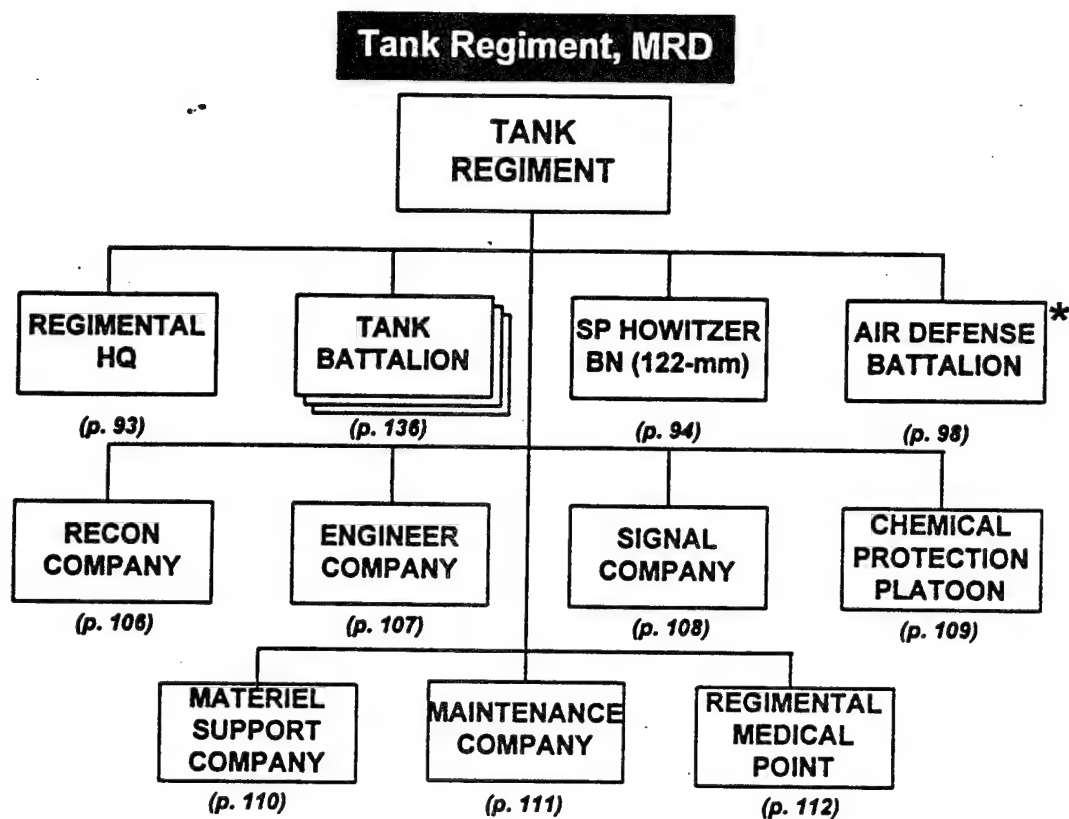 Tank Regiment, MRD
TANK
REGIMENT
REGIMENTAL
HQ
(p. 93)
TANK
BATTALION
(p. 136)
SP HOWITZER
BN (122-mm)
(p. 94)
AIR DEFENSE
BATTALION
*
(p. 98)
RECON
COMPANY
(p. 106)
ENGINEER
COMPANY
(p. 107)
SIGNAL
COMPANY
(p. 108)
CHEMICAL
PROTECTION
PLATOON
(p. 109)
MATERIEL
SUPPORT
COMPANY
(p. 110)
MAINTENANCE
COMPANY
(p. 111)
REGIMENTAL
MEDICAL
POINT
(p. 112)